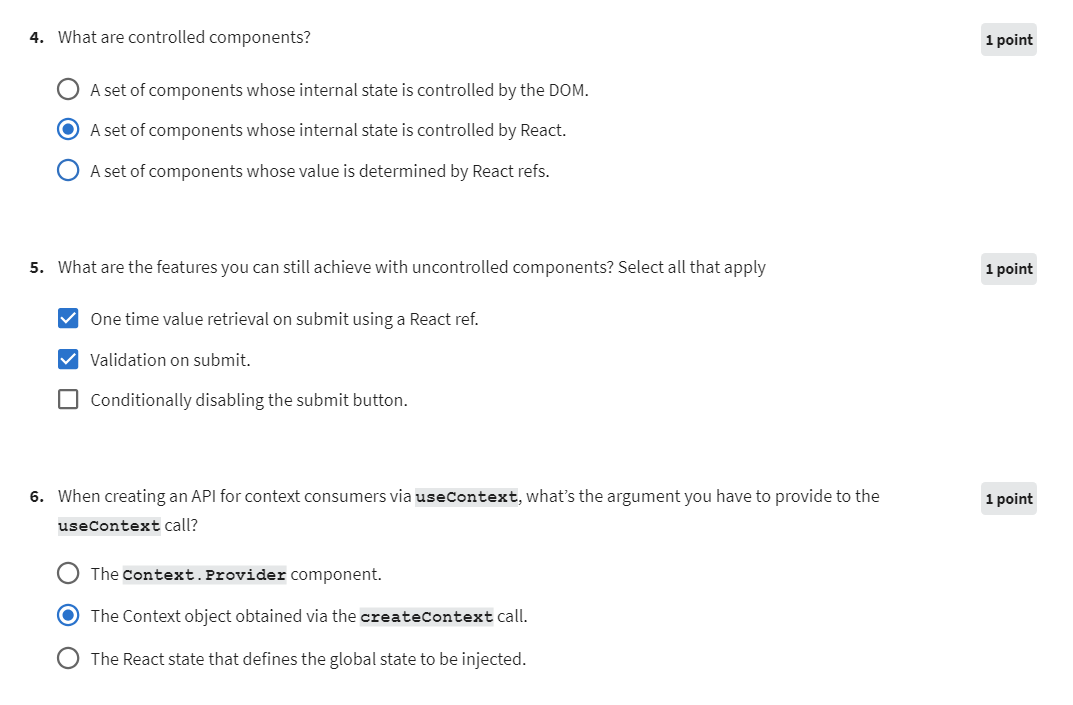 4. What are controlled components?
1 point
A set of components whose internal state is controlled by the DOM.
A set of components whose internal state is controlled by React.
A set of components whose value is determined by React refs.
5. What are the features you can still achieve with uncontrolled components? Select all that apply
1 point
One time value retrieval on submit using a React ref.
Validation on submit.
Conditionally disabling the submit button.
6. When creating an API for context consumers via useContext, what’s the argument you have to provide to the
1 point
useContext call?
The Context.Provider component.
The Context object obtained via the createContext call.
The React state that defines the global state to be injected.